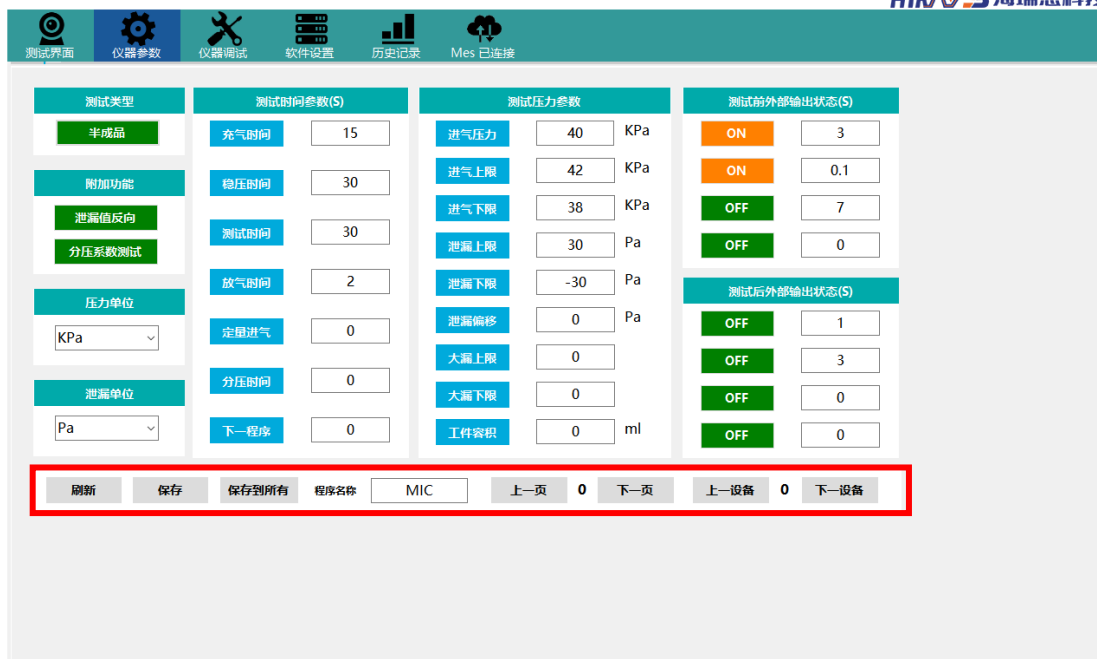 测试界面 仪器参数 仪器调试 软件设置 历史记录 Mes 已连接
测试类型
半成品
附加功能
泄漏值反向
分压系数测试
压力单位
KPa
泄漏单位
Pa
测试时间参数(S)
充气时间 15
稳压时间 30
测试时间 30
放气时间 2
定量进气 0
分压时间 0
下一程序 0
测试压力参数
进气压力 40 KPa
进气上限 42 KPa
进气下限 38 KPa
泄漏上限 30 Pa
泄漏下限 -30 Pa
泄漏偏移 0 Pa
大漏上限 0
大漏下限 0
工件容积 0 ml
测试前外部输出状态(S)
ON 3
ON 0.1
OFF 7
OFF 0
测试后外部输出状态(S)
OFF 1
OFF 3
OFF 0
OFF 0
刷新 保存 保存到所有 程序名称 MIC 上一页 0 下一页 上一设备 0 下一设备